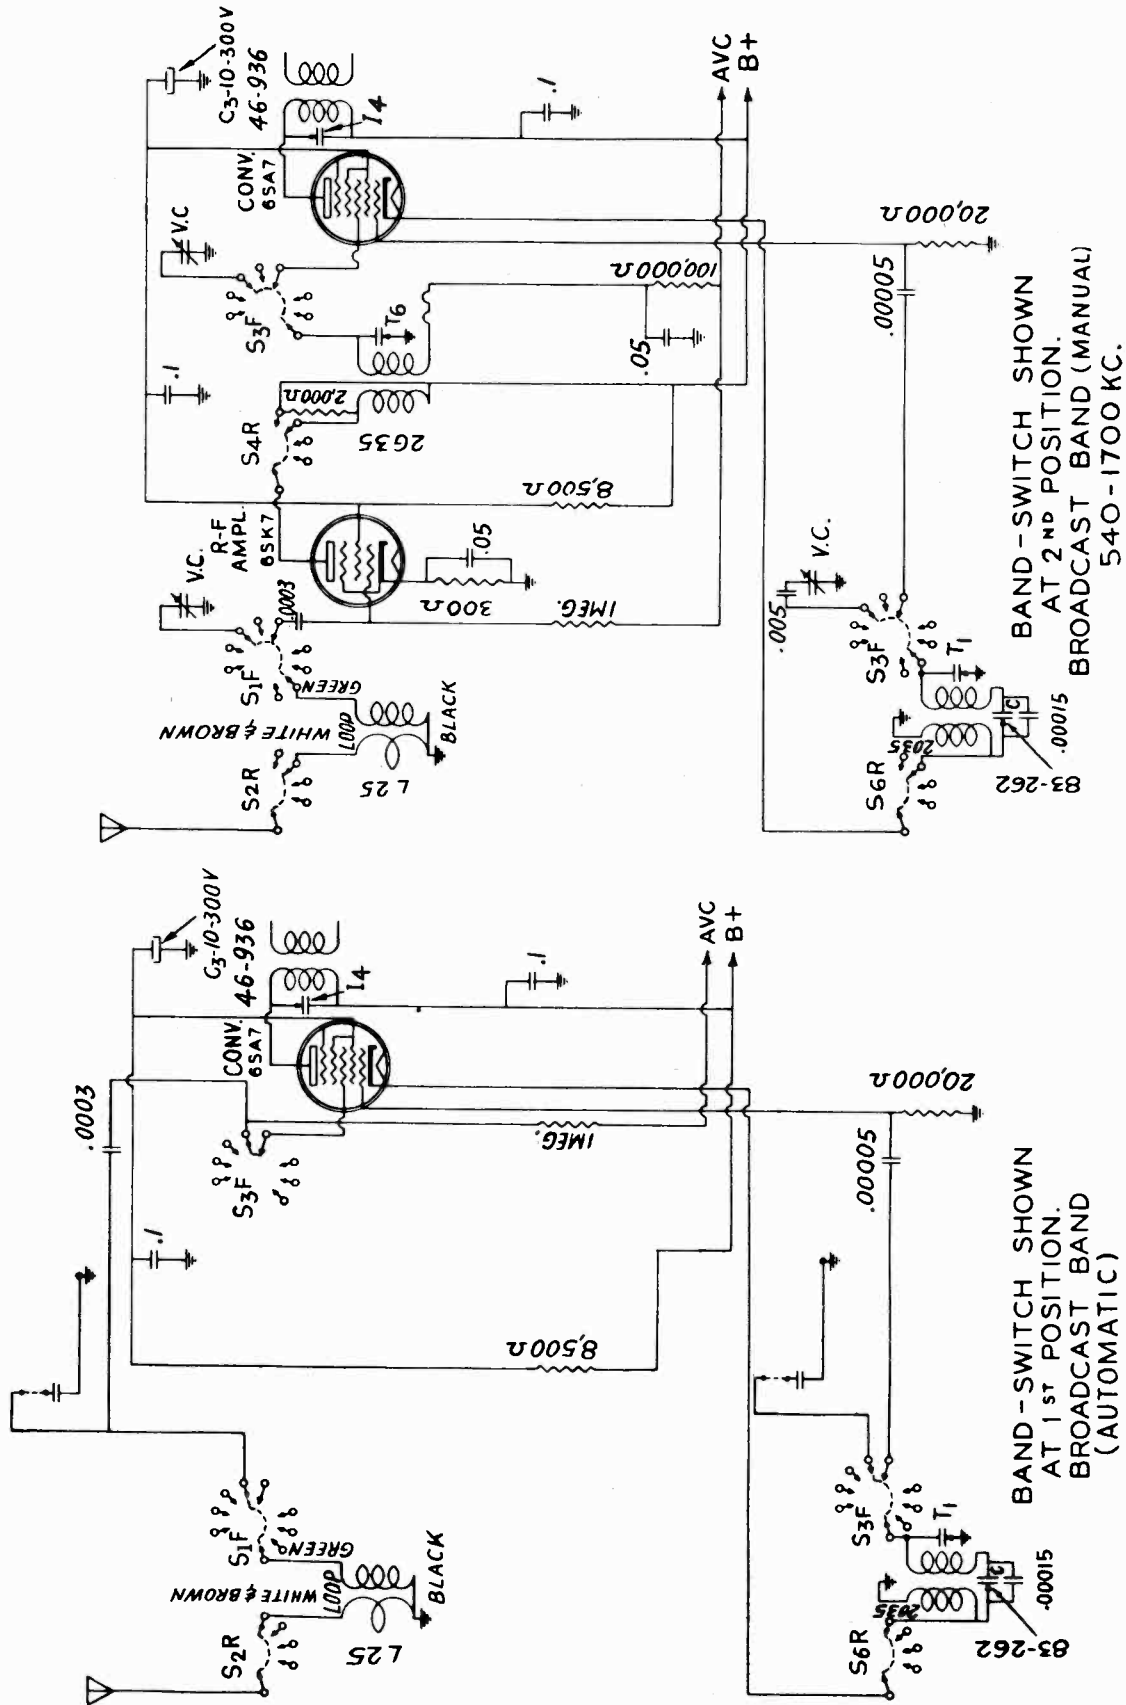 C3-10-300V
46-936
I4
CONV.
6SA7
V.C
S3F
T6
.1
.1
100,000Ω
.05
2,000Ω
2G35
S4R
R-F
AMPL.
6SK7
8,500Ω
.05
300Ω
.0003
1MEG.
V.C.
S1F
GREEN
WHITE & BROWN
LOOP
BLACK
L25
S2R
AVC
B+
20,000Ω
.00005
V.C.
.005
S3F
T1
C
.00015
83-262
2035
S6R
BAND-SWITCH SHOWN
AT 2ND POSITION.
BROADCAST BAND (MANUAL)
540-1700 KC.
C3-10-300V
46-936
I4
CONV.
6SA7
.0003
S3F
.1
.1
1MEG.
8,500Ω
S1F
GREEN
WHITE & BROWN
LOOP
BLACK
L25
S2R
AVC
B+
20,000Ω
.00005
S3F
T1
C
.00015
83-262
2035
S6R
BAND-SWITCH SHOWN
AT 1ST POSITION.
BROADCAST BAND
(AUTOMATIC)